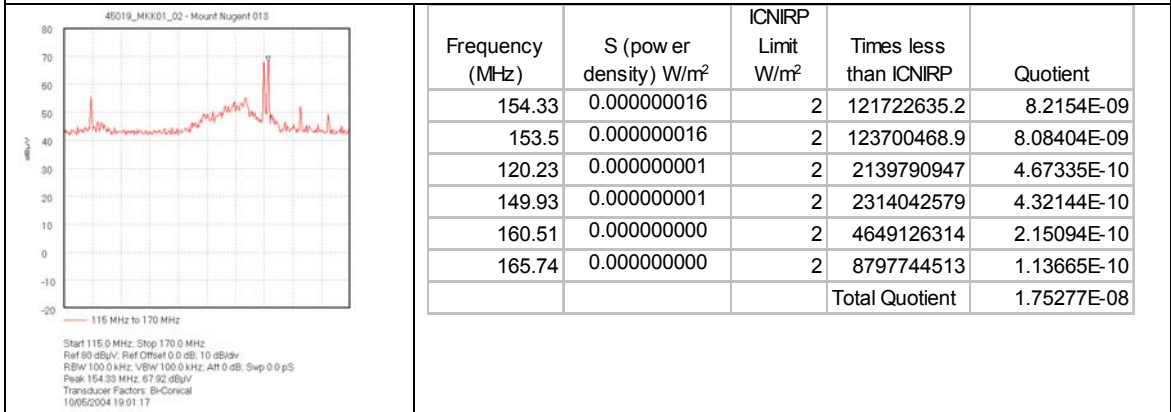 45019_MKK01_02 - Mount Nugent 013
80
70
60
50
40
30
20
10
0
-10
-20
dBµV
115 MHz to 170 MHz
Start 115.0 MHz; Stop 170.0 MHz
Ref 80 dBµV; Ref Offset 0.0 dB; 10 dB/div
RBW 100.0 kHz; VBW 100.0 kHz; Att 0 dB; Swp 0.0 pS
Peak 154.33 MHz, 67.92 dBµV
Transducer Factors: Bi-Conical
10/05/2004 19:01:17
Frequency (MHz) S (power density) W/m² ICNIRP Limit W/m² Times less than ICNIRP Quotient
154.33 0.000000016 2 121722635.2 8.2154E-09
153.5 0.000000016 2 123700468.9 8.08404E-09
120.23 0.000000001 2 2139790947 4.67335E-10
149.93 0.000000001 2 2314042579 4.32144E-10
160.51 0.000000000 2 4649126314 2.15094E-10
165.74 0.000000000 2 8797744513 1.13665E-10
Total Quotient 1.75277E-08